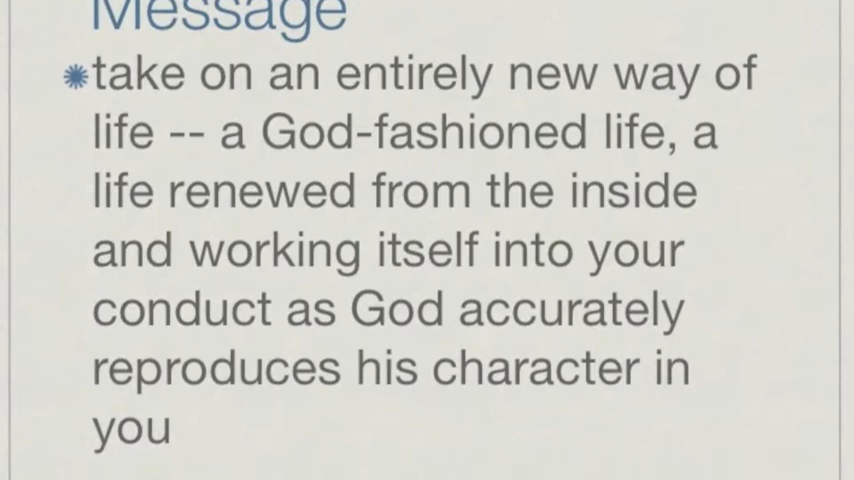 Message
take on an entirely new way of
life -- a God-fashioned life, a
life renewed from the inside
and working itself into your
conduct as God accurately
reproduces his character in
you